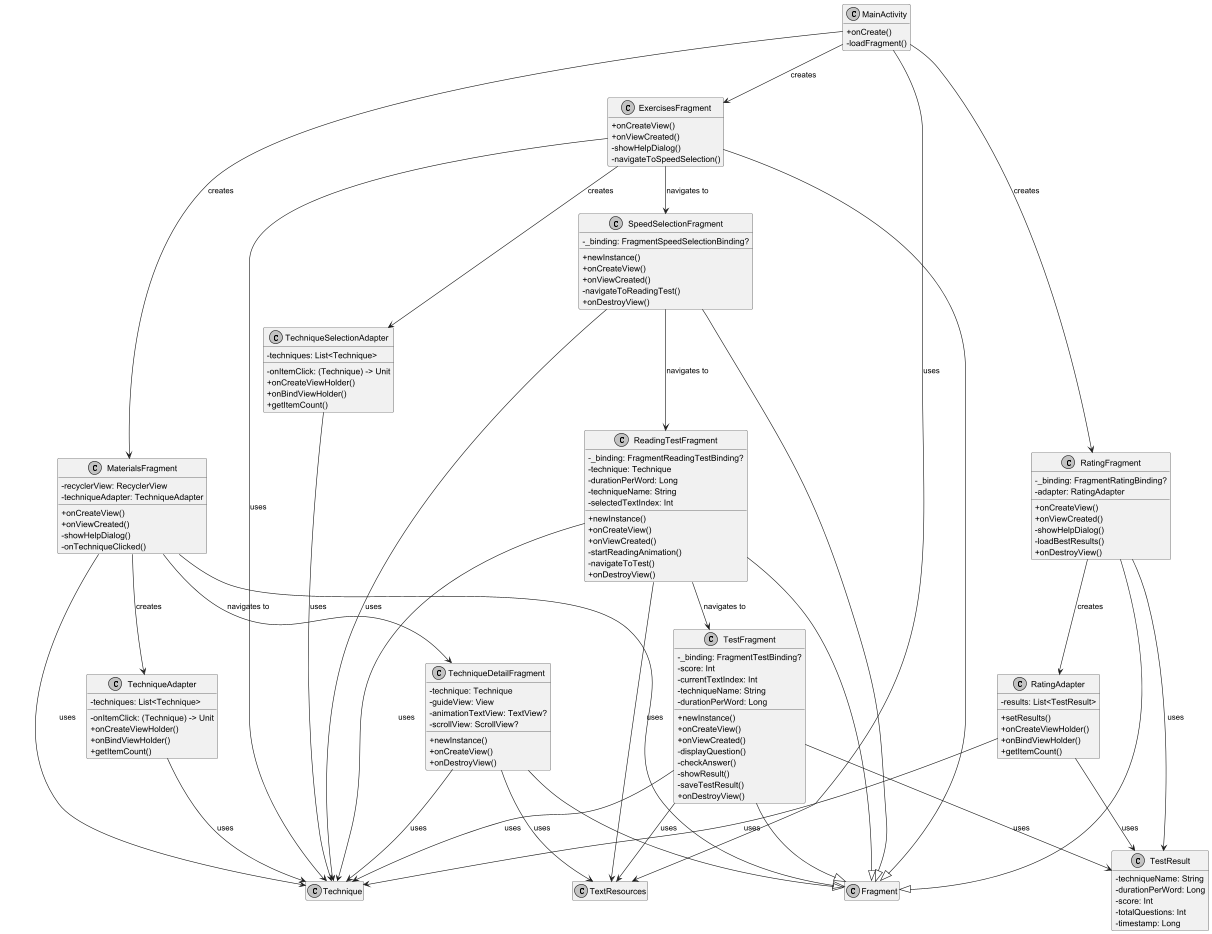 C MainActivity
+onCreate()
-loadFragment()
creates
C ExercisesFragment
+onCreateView()
+onViewCreated()
-showHelpDialog()
-navigateToSpeedSelection()
creates
creates
navigates to
creates
C SpeedSelectionFragment
-_binding: FragmentSpeedSelectionBinding?
+newInstance()
+onCreateView()
+onViewCreated()
-navigateToReadingTest()
+onDestroyView()
C TechniqueSelectionAdapter
-techniques: List<Technique>
-onItemClick: (Technique) -> Unit
+onCreateViewHolder()
+onBindViewHolder()
+getItemCount()
navigates to
uses
C ReadingTestFragment
-_binding: FragmentReadingTestBinding?
-technique: Technique
-durationPerWord: Long
-techniqueName: String
-selectedTextIndex: Int
+newInstance()
+onCreateView()
+onViewCreated()
-startReadingAnimation()
-navigateToTest()
+onDestroyView()
C MaterialsFragment
-recyclerView: RecyclerView
-techniqueAdapter: TechniqueAdapter
+onCreateView()
+onViewCreated()
-showHelpDialog()
-onTechniqueClicked()
C RatingFragment
-_binding: FragmentRatingBinding?
-adapter: RatingAdapter
+onCreateView()
+onViewCreated()
-showHelpDialog()
-loadBestResults()
+onDestroyView()
uses
creates
navigates to
uses
uses
navigates to
creates
C TechniqueAdapter
-techniques: List<Technique>
-onItemClick: (Technique) -> Unit
+onCreateViewHolder()
+onBindViewHolder()
+getItemCount()
C TechniqueDetailFragment
-technique: Technique
-guideView: View
-animationTextView: TextView?
-scrollView: ScrollView?
+newInstance()
+onCreateView()
+onDestroyView()
C TestFragment
-_binding: FragmentTestBinding?
-score: Int
-currentTextIndex: Int
-techniqueName: String
-durationPerWord: Long
+newInstance()
+onCreateView()
+onViewCreated()
-displayQuestion()
-checkAnswer()
-showResult()
-saveTestResult()
+onDestroyView()
C RatingAdapter
-results: List<TestResult>
+setResults()
+onCreateViewHolder()
+onBindViewHolder()
+getItemCount()
uses
uses
uses
uses
uses
uses
uses
uses
uses
uses
uses
C Technique
C TextResources
C Fragment
C TestResult
-techniqueName: String
-durationPerWord: Long
-score: Int
-totalQuestions: Int
-timestamp: Long